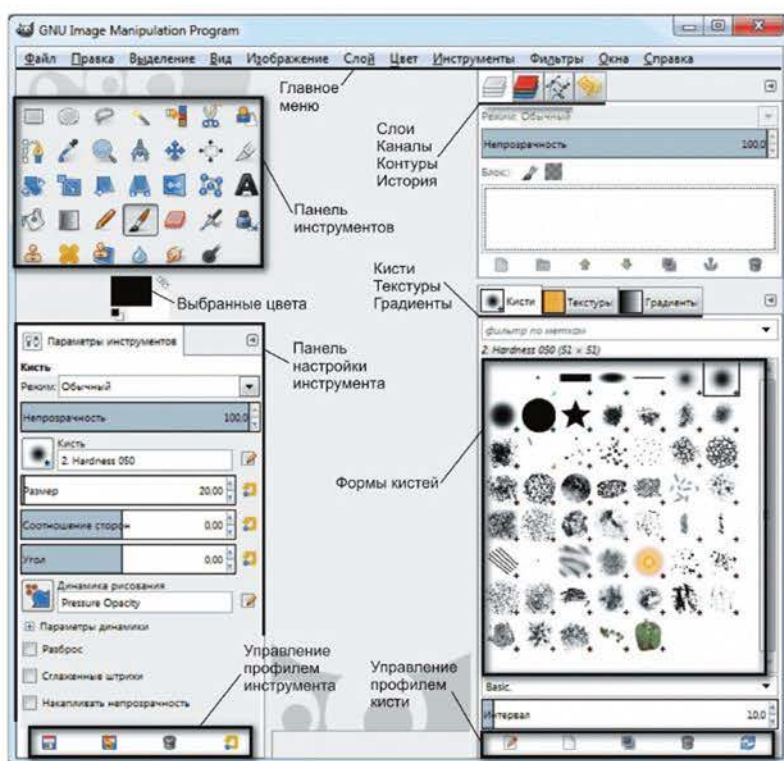 GNU Image Manipulation Program
Файл Правка Выделение Вид Изображение Слой Цвет Инструменты Фильтры Окна Справка
Главное
меню
Слои
Каналы
Контуры
История
Режим: Обычный
Непрозрачность 100,0
Блок:
Панель
инструментов
Кисти
Текстуры
Градиенты
Выбранные цвета
Кисти Текстуры Градиенты
фильтр по меткам
2. Hardness 050 (51 × 51)
Параметры инструментов
Панель
настройки
инструмента
Кисть
Режим: Обычный
Непрозрачность 100,0
Кисть
2. Hardness 050
Размер 20,00
Соотношение сторон 0,00
Угол 0,00
Формы кистей
Динамика рисования
Pressure Opacity
Параметры динамики
Разброс
Сглаженные штрихи
Накапливать непрозрачность
Управление
профилем
инструмента
Управление
профилем
кисти
Basic.
Интервал 10,0